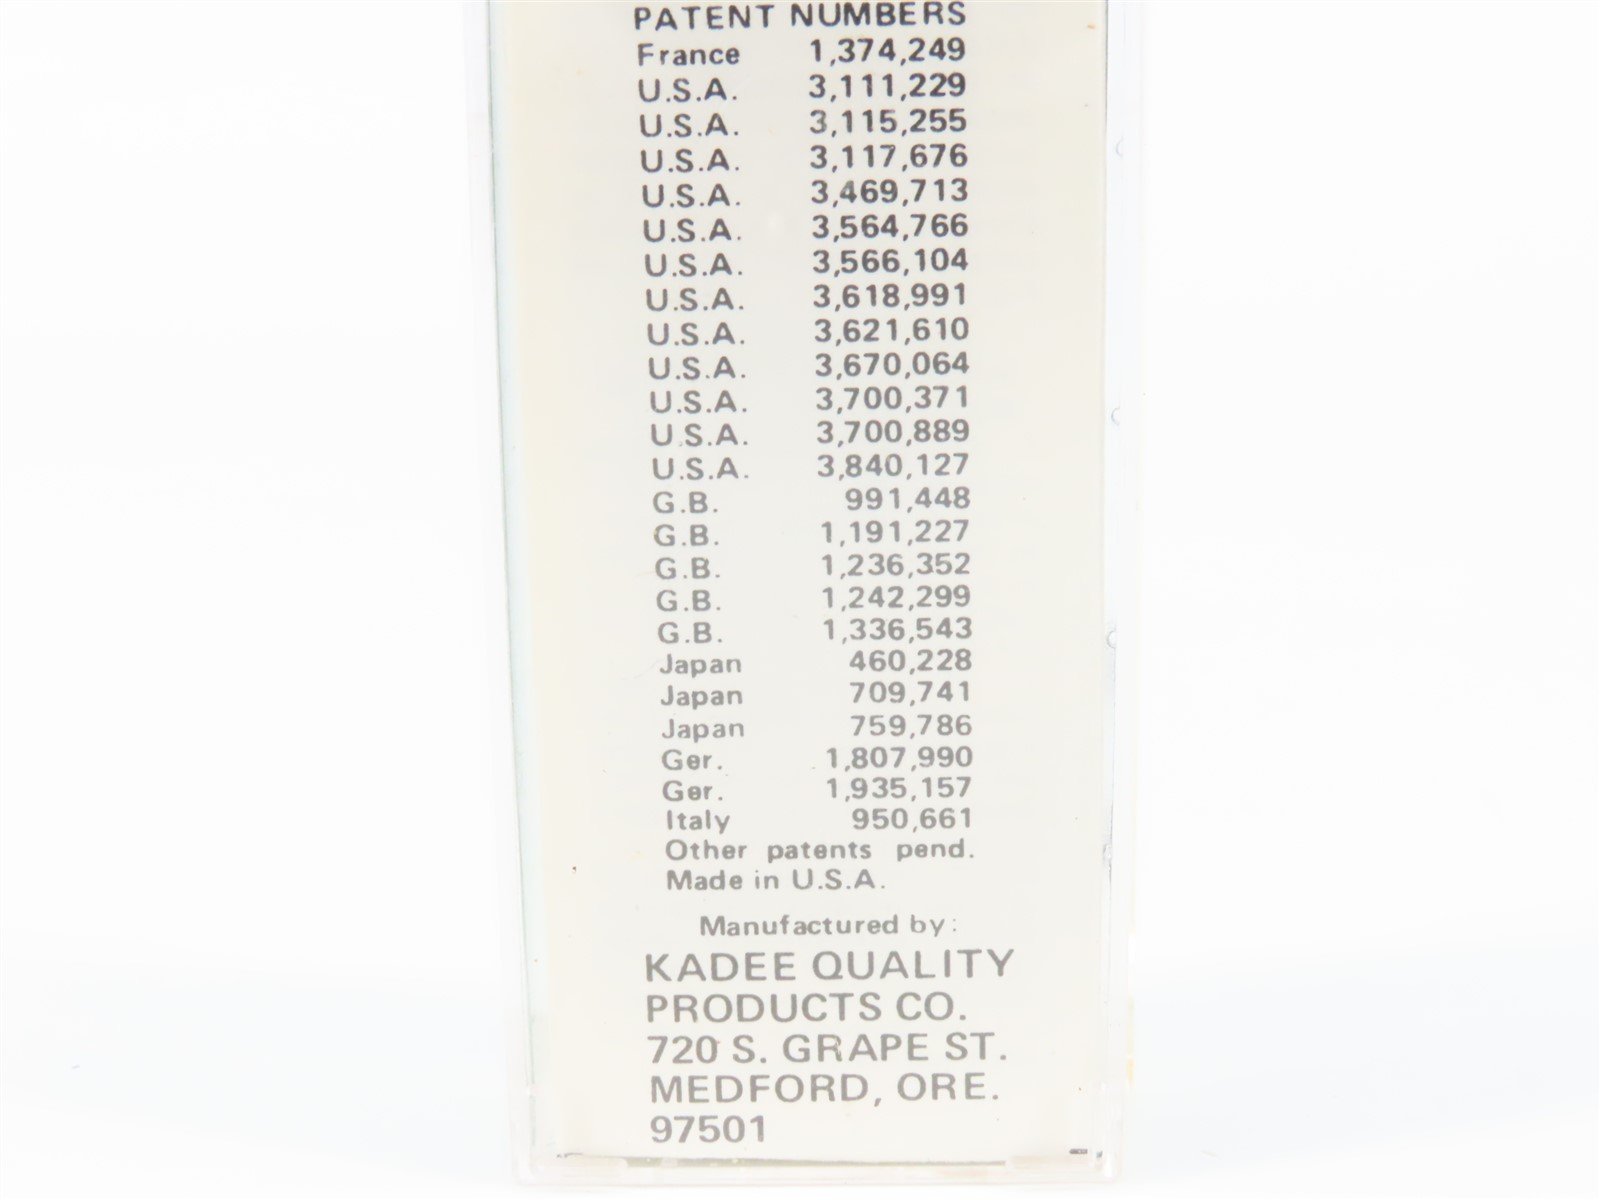 PATENT NUMBERS
France 1,374,249
U.S.A. 3,111,229
U.S.A. 3,115,255
U.S.A. 3,117,676
U.S.A. 3,469,713
U.S.A. 3,564,766
U.S.A. 3,566,104
U.S.A. 3,618,991
U.S.A. 3,621,610
U.S.A. 3,670,064
U.S.A. 3,700,371
U.S.A. 3,700,889
U.S.A. 3,840,127
G.B. 991,448
G.B. 1,191,227
G.B. 1,236,352
G.B. 1,242,299
G.B. 1,336,543
Japan 460,228
Japan 709,741
Japan 759,786
Ger. 1,807,990
Ger. 1,935,157
Italy 950,661
Other patents pend.
Made in U.S.A.
Manufactured by:
KADEE QUALITY
PRODUCTS CO.
720 S. GRAPE ST.
MEDFORD, ORE.
97501